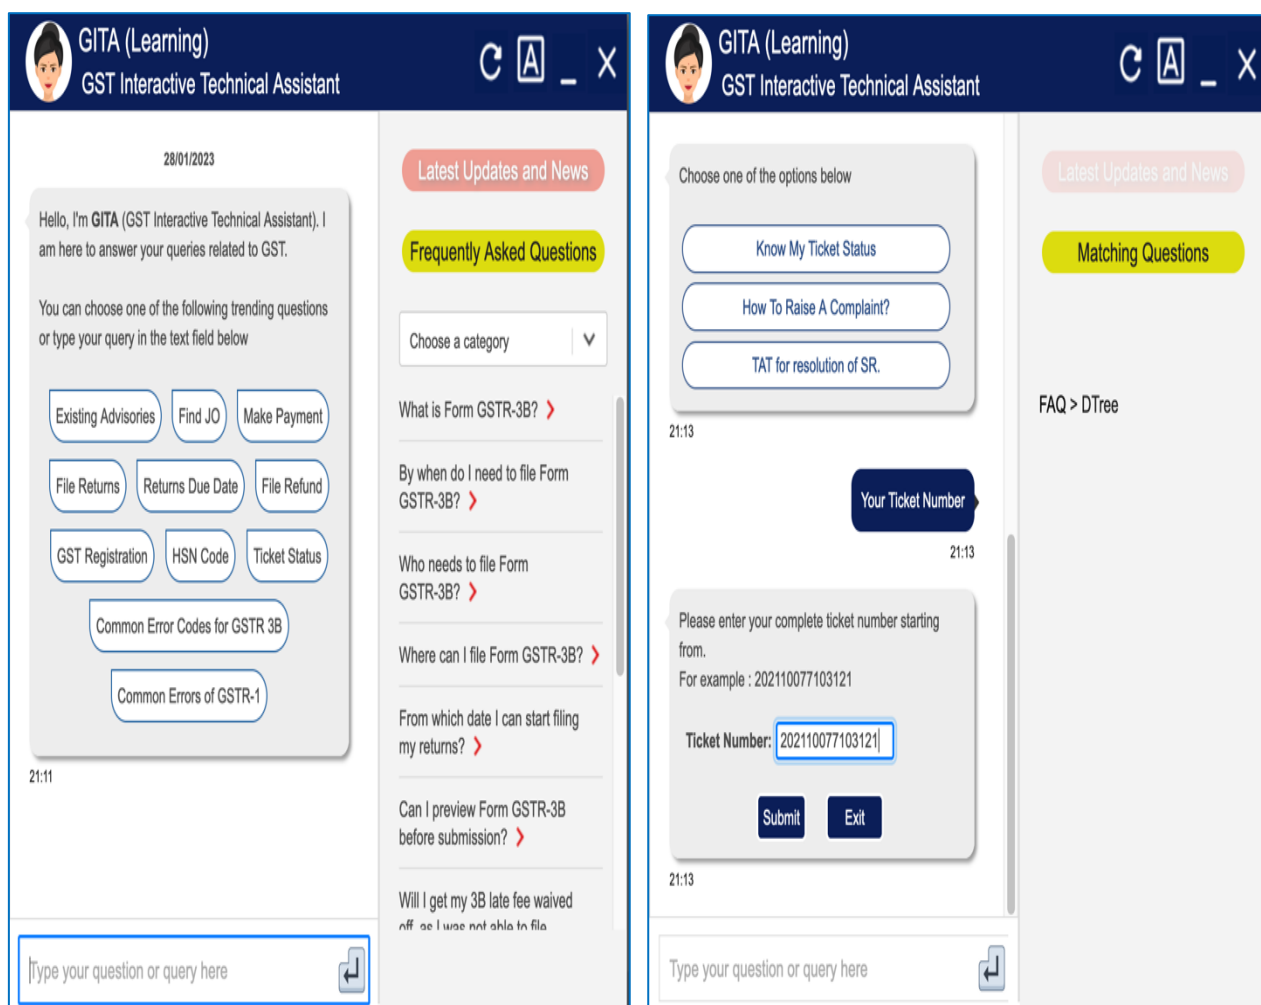 GITA (Learning)
GST Interactive Technical Assistant
A
28/01/2023
Hello, I'm GITA (GST Interactive Technical Assistant). I
am here to answer your queries related to GST.
You can choose one of the following trending questions
or type your query in the text field below
Existing Advisories
Find JO
Make Payment
File Returns
Returns Due Date
File Refund
GST Registration
HSN Code
Ticket Status
Common Error Codes for GSTR 3B
Common Errors of GSTR-1
21:11
Type your question or query here
Latest Updates and News
Frequently Asked Questions
Choose a category
What is Form GSTR-3B?
By when do I need to file Form
GSTR-3B?
Who needs to file Form
GSTR-3B?
Where can I file Form GSTR-3B?
From which date I can start filing
my returns?
Can I preview Form GSTR-3B
before submission?
Will I get my 3B late fee waived
off, as I was not able to file
GITA (Learning)
GST Interactive Technical Assistant
A
Choose one of the options below
Know My Ticket Status
How To Raise A Complaint?
TAT for resolution of SR.
21:13
Your Ticket Number
21:13
Please enter your complete ticket number starting
from.
For example : 202110077103121
Ticket Number: 202110077103121
Submit
Exit
21:13
Type your question or query here
Latest Updates and News
Matching Questions
FAQ > DTree